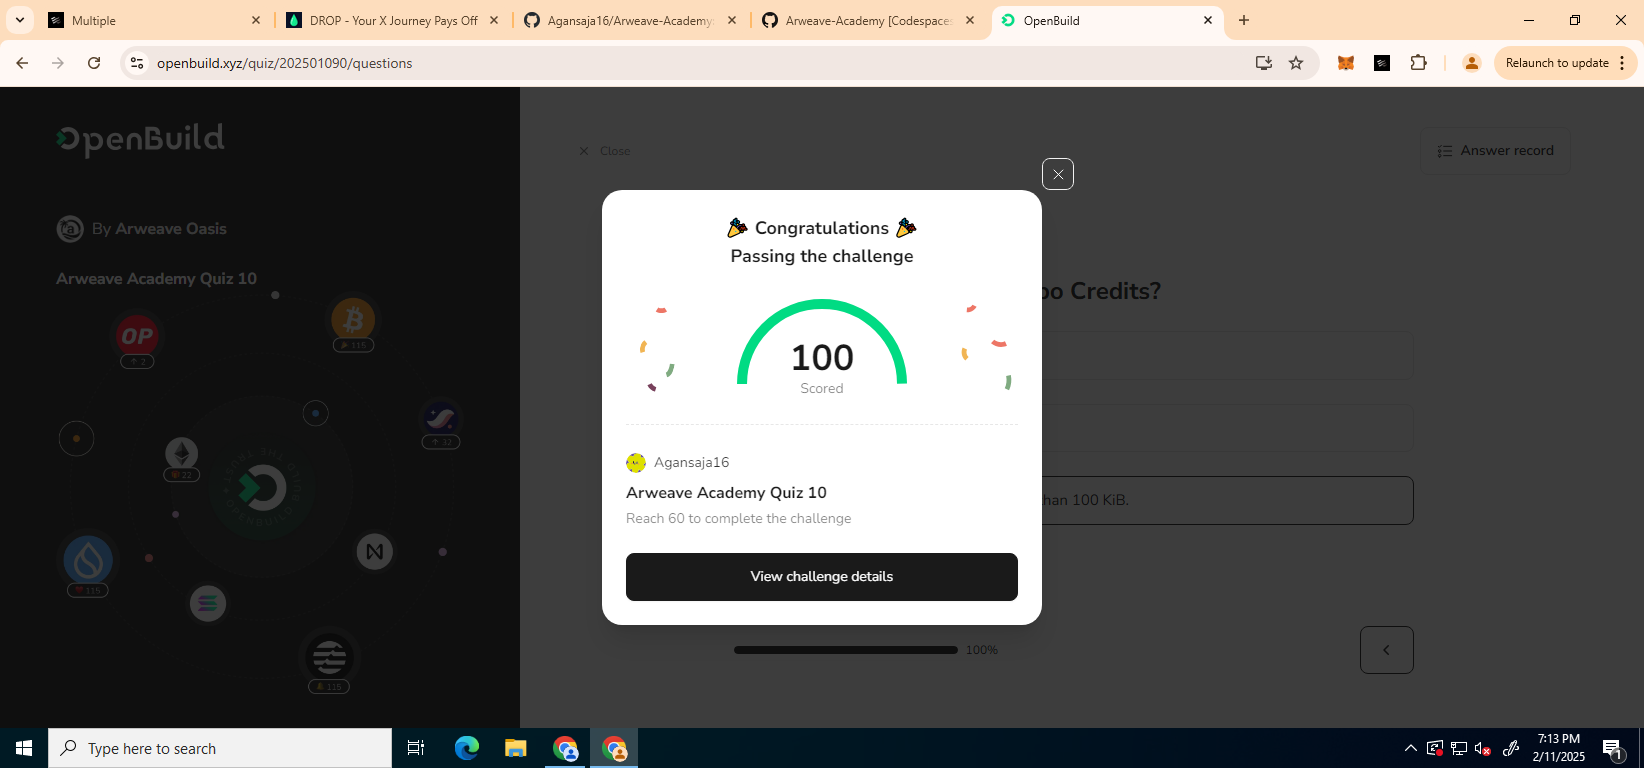 Multiple
DROP - Your X Journey Pays Off
Agansaja16/Arweave-Academy:
Arweave-Academy [Codespaces
OpenBuild
openbuild.xyz/quiz/202501090/questions
Relaunch to update
OpenBuild
By Arweave Oasis
Arweave Academy Quiz 10
OP
2
115
32
22
115
115
Close
Answer record
oo Credits?
han 100 KiB.
100%
Congratulations
Passing the challenge
100
Scored
Agansaja16
Arweave Academy Quiz 10
Reach 60 to complete the challenge
View challenge details
Type here to search
7:13 PM
2/11/2025
1